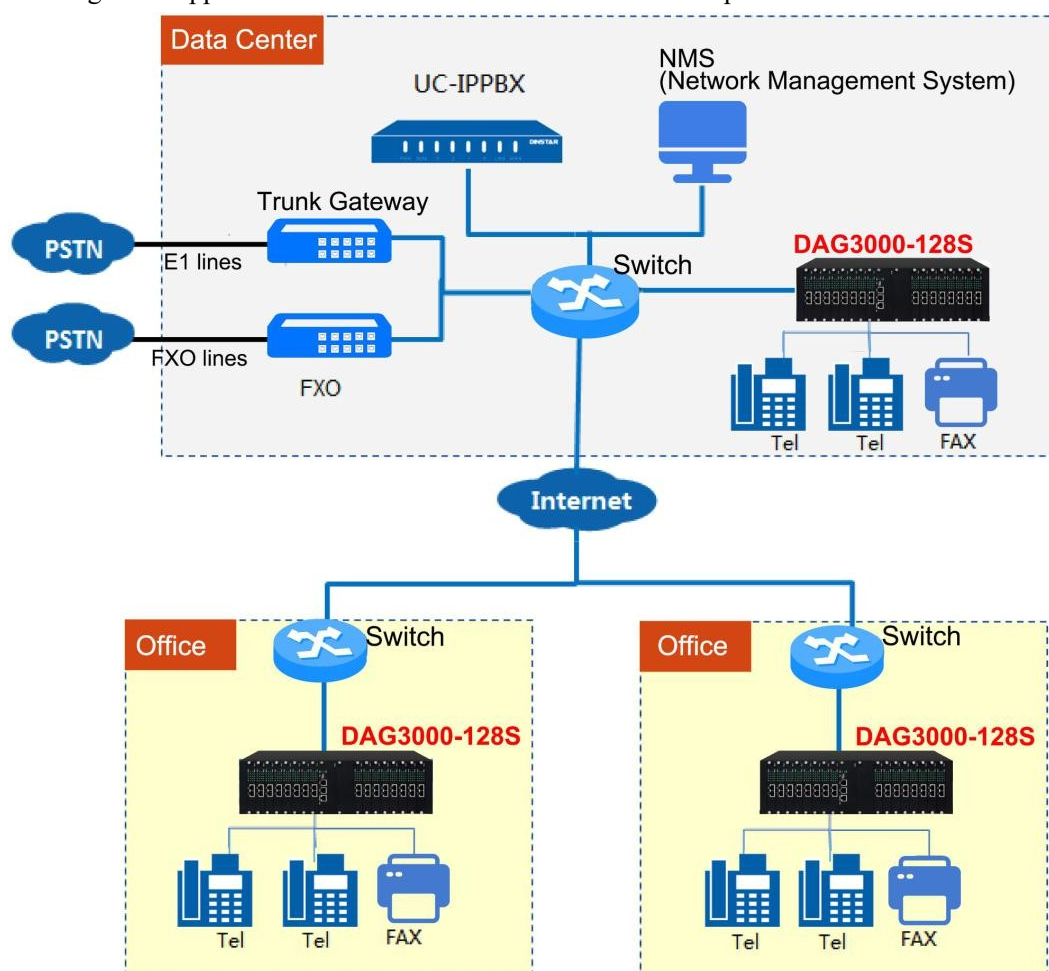 Data Center
NMS
(Network Management System)
UC-IPPBX
DINSTAR
Trunk Gateway
DAG3000-128S
PSTN
E1 lines
Switch
PSTN
FXO lines
FXO
Tel
Tel
FAX
Internet
Office
Switch
DAG3000-128S
Tel
Tel
FAX
Office
Switch
DAG3000-128S
Tel
Tel
FAX